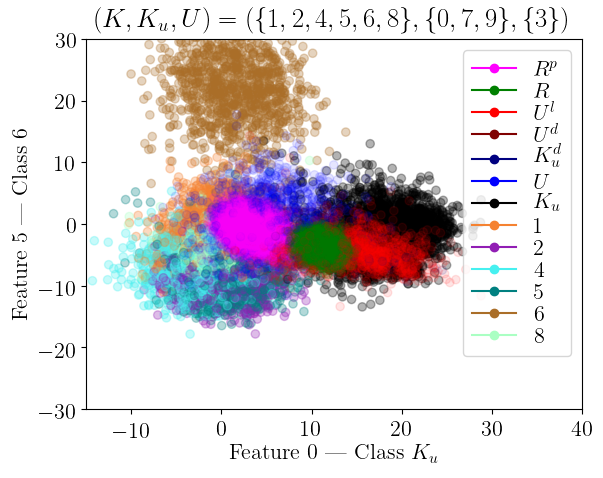 (K, K_u, U) = ({1, 2, 4, 5, 6, 8}, {0, 7, 9}, {3})
30
20
10
0
−10
−20
−30
Feature 5 — Class 6
−10 0 10 20 30 40
Feature 0 — Class K_u
R^p
R
U^l
U^d
K_u^d
U
K_u
1
2
4
5
6
8